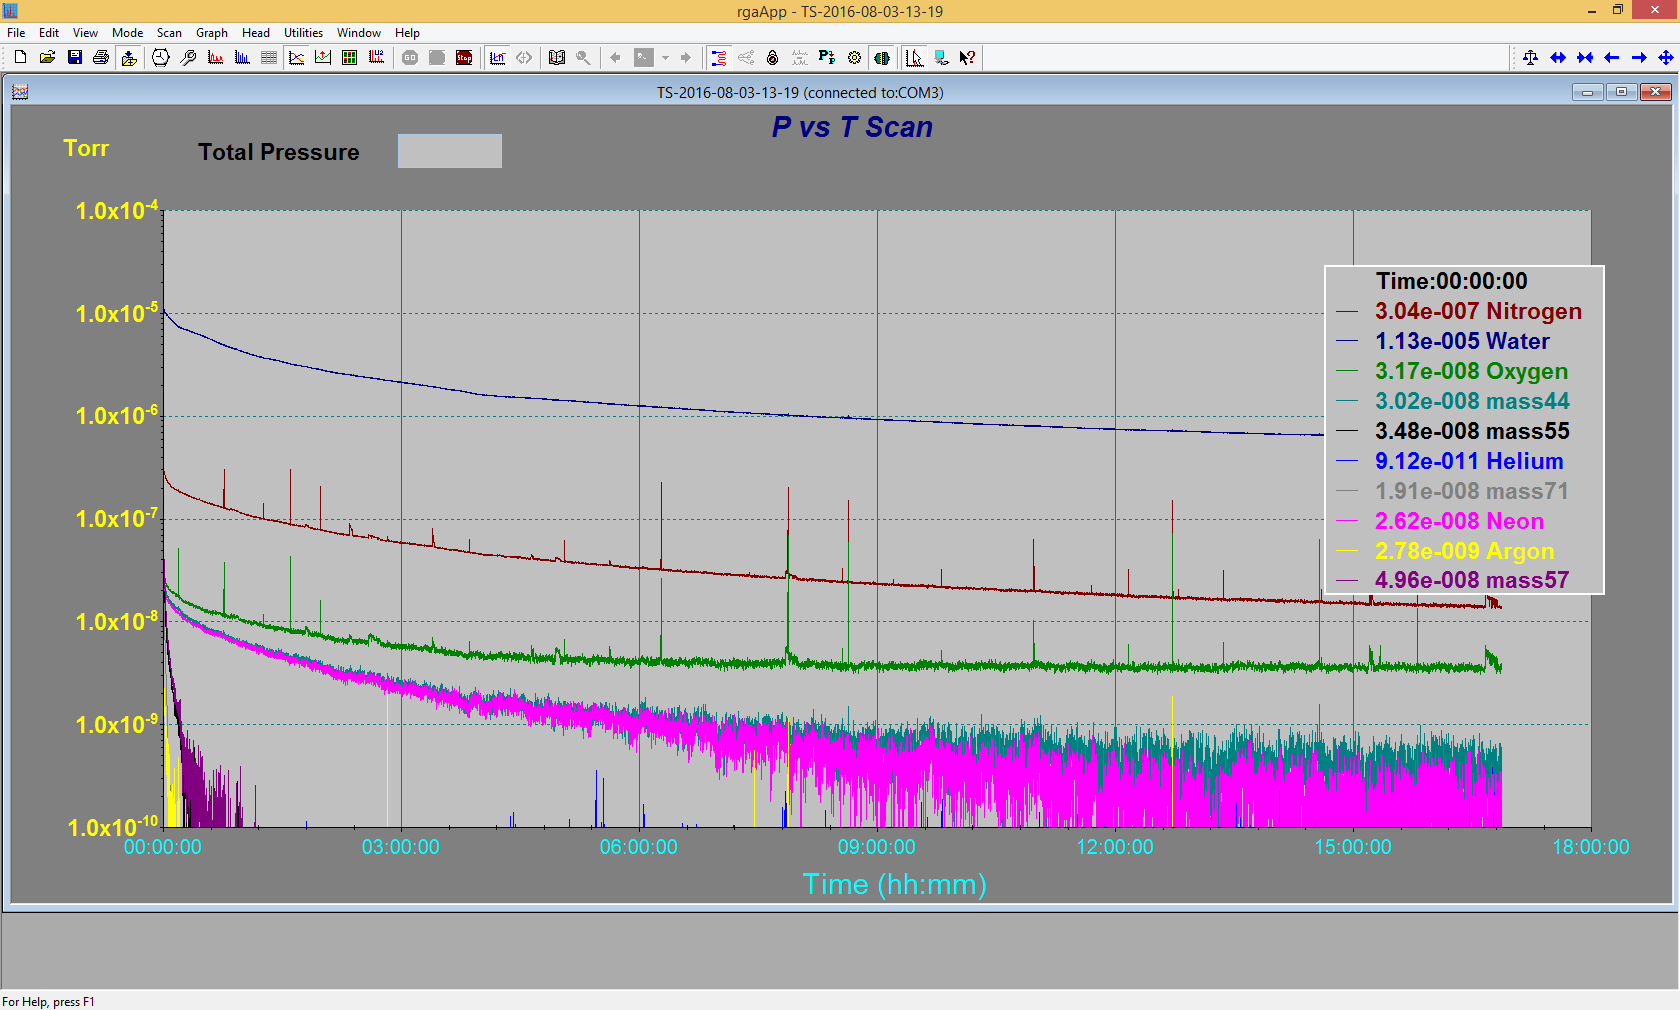 rgaApp - TS-2016-08-03-13-19
File Edit View Mode Scan Graph Head Utilities Window Help
GO Stop
TS-2016-08-03-13-19 (connected to:COM3)
P vs T Scan
Torr
Total Pressure
1.0x10-4
1.0x10-5
1.0x10-6
1.0x10-7
1.0x10-8
1.0x10-9
1.0x10-10
Time:00:00:00
3.04e-007 Nitrogen
1.13e-005 Water
3.17e-008 Oxygen
3.02e-008 mass44
3.48e-008 mass55
9.12e-011 Helium
1.91e-008 mass71
2.62e-008 Neon
2.78e-009 Argon
4.96e-008 mass57
00:00:00 03:00:00 06:00:00 09:00:00 12:00:00 15:00:00 18:00:00
Time (hh:mm)
For Help, press F1